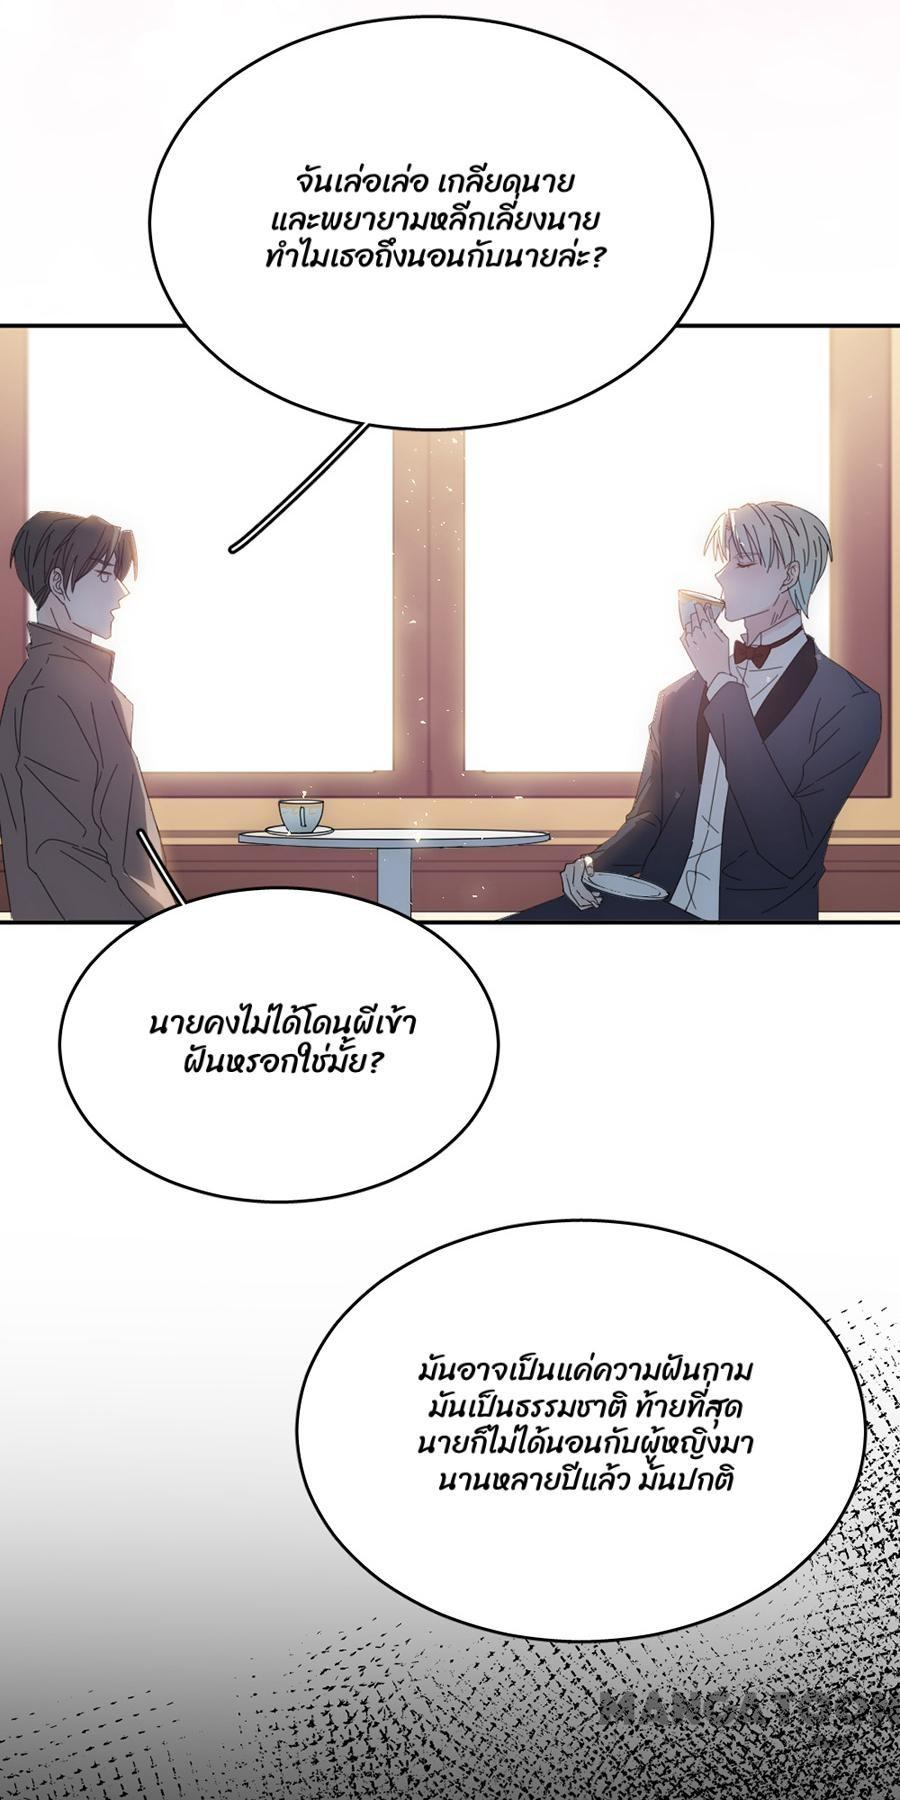 จันเล่อเล่อ เกลียดนาย
และพยายามหลีกเลี่ยงนาย
ทำไมเธอถึงนอนกับนายล่ะ?
นายคงไม่ได้โดนผีเข้า
ฝันหรอกใช่มั้ย?
มันอาจเป็นแค่ความฝันกาม
มันเป็นธรรมชาติ ท้ายที่สุด
นายก็ไม่ได้นอนกับผู้หญิงมา
นานหลายปีแล้ว มันปกติ
MANGATOON